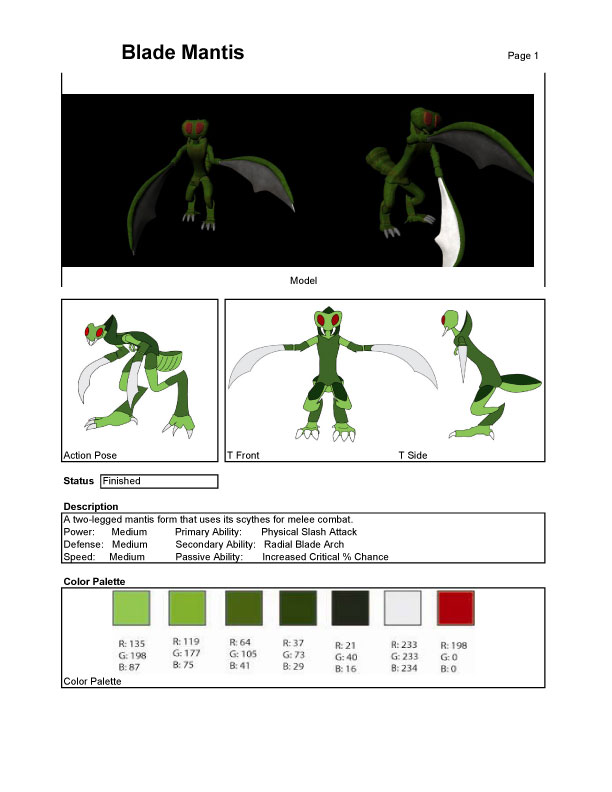 Blade Mantis
Page 1
Model
Action Pose
T Front
T Side
Status Finished
Description
A two-legged mantis form that uses its scythes for melee combat.
Power: Medium Primary Ability: Physical Slash Attack
Defense: Medium Secondary Ability: Radial Blade Arch
Speed: Medium Passive Ability: Increased Critical % Chance
Color Palette
R: 135 R: 119 R: 64 R: 37 R: 21 R: 233 R: 198
G: 198 G: 177 G: 105 G: 73 G: 40 G: 233 G: 0
B: 87 B: 75 B: 41 B: 29 B: 16 B: 234 B: 0
Color Palette